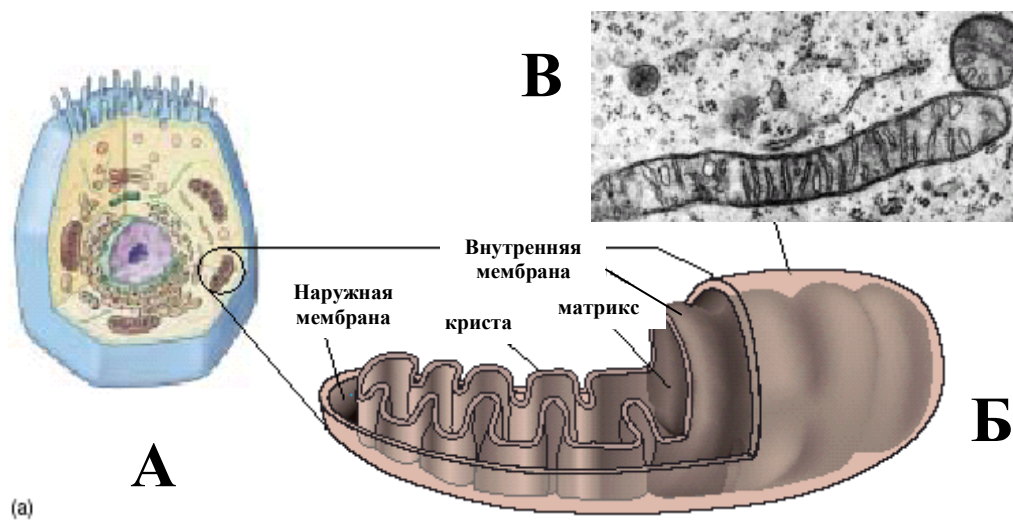 В
Внутренняя
мембрана
Наружная
мембрана
матрикс
криста
Б
А
(a)